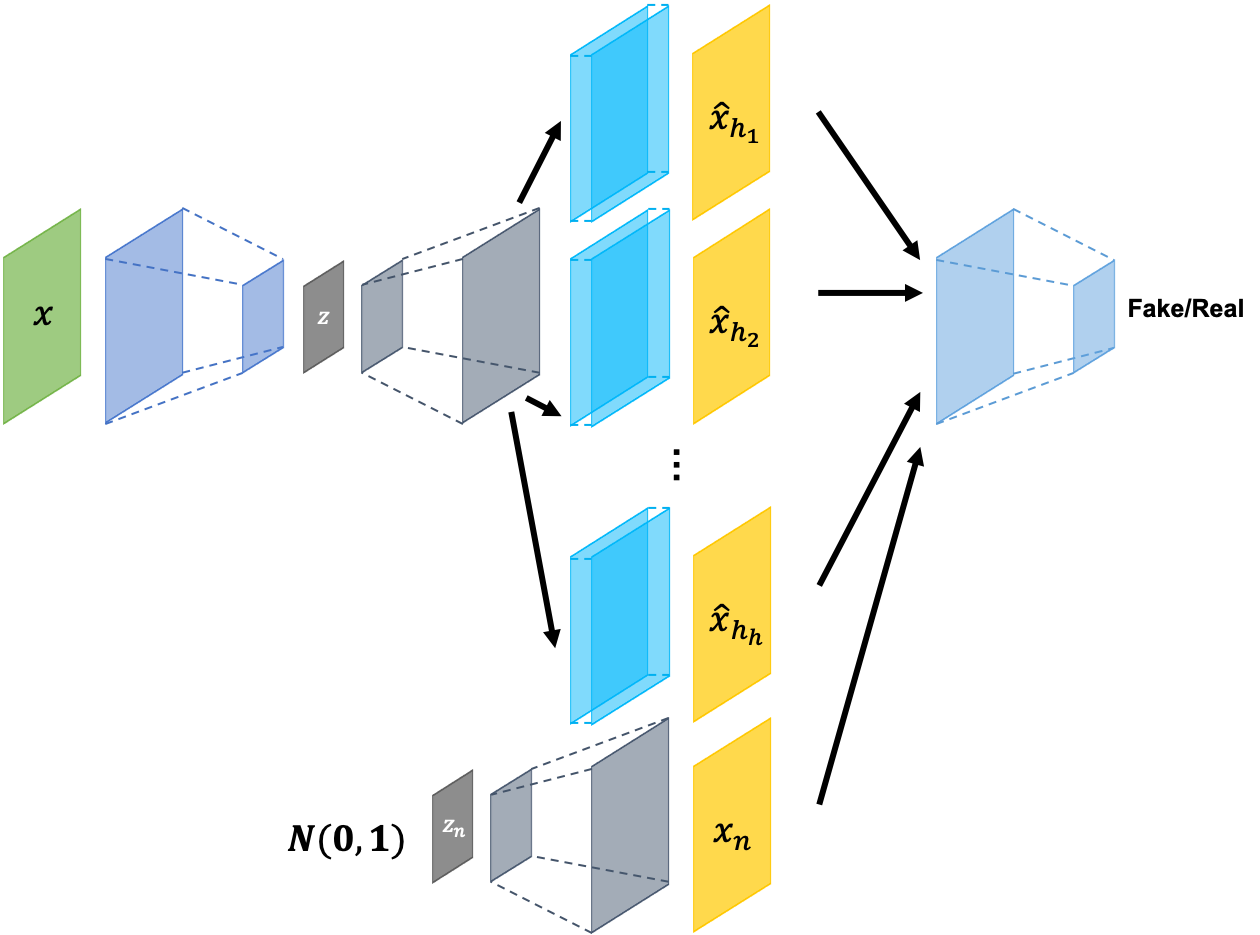 x
z
x̂_{h_1}
x̂_{h_2}
⋮
x̂_{h_h}
Fake/Real
N(0,1)
z_n
x_n